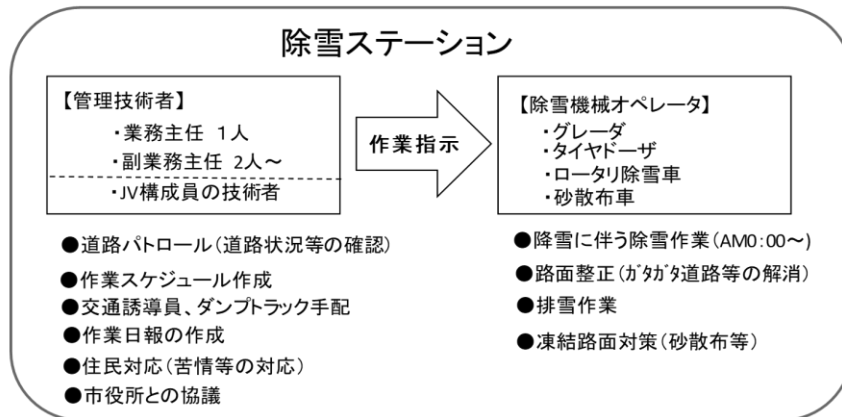 除雪ステーション
【管理技術者】
・業務主任 1人
・副業務主任 2人～
・JV構成員の技術者
作業指示
【除雪機械オペレータ】
・グレーダ
・タイヤドーザ
・ロータリ除雪車
・砂散布車
●道路パトロール(道路状況等の確認)
●作業スケジュール作成
●交通誘導員、ダンプトラック手配
●作業日報の作成
●住民対応(苦情等の対応)
●市役所との協議
●降雪に伴う除雪作業(AM0:00～)
●路面整正(ｶﾞﾀｶﾞﾀ道路等の解消)
●排雪作業
●凍結路面対策(砂散布等)